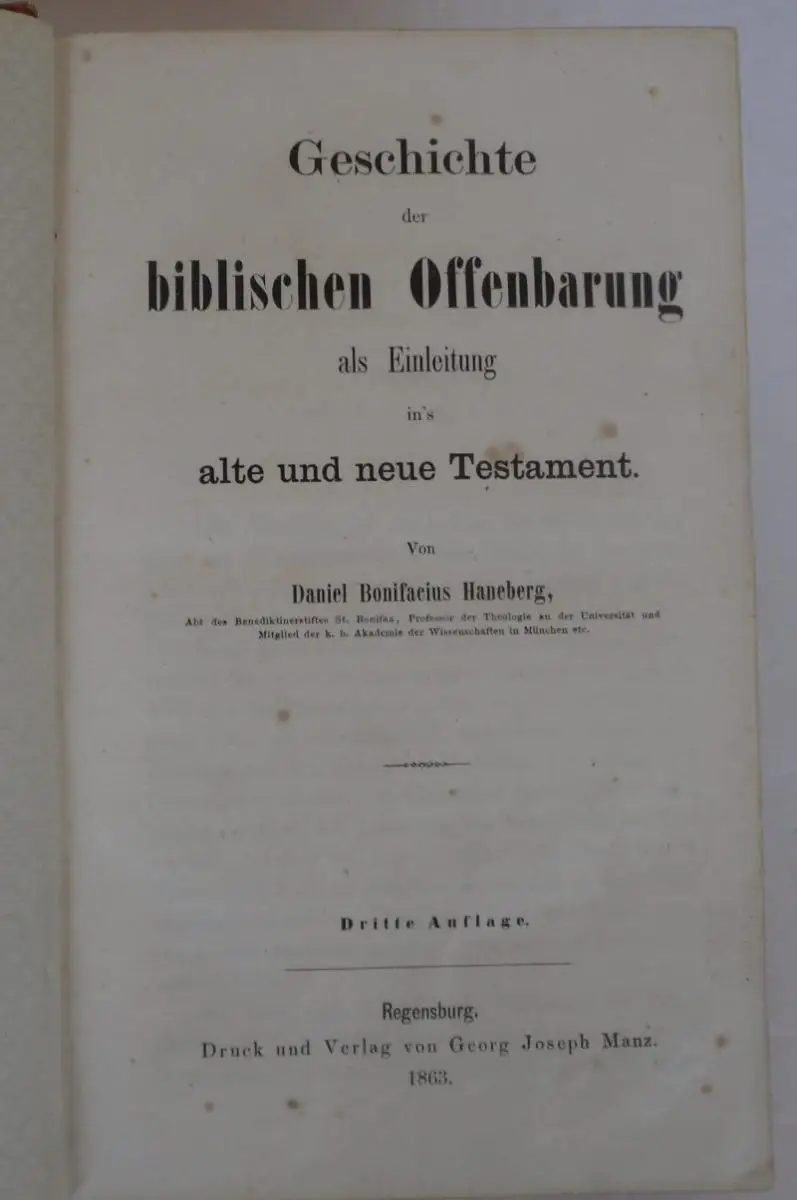 Geschichte
der
biblischen Offenbarung
als Einleitung
in's
alte und neue Testament.
Von
Daniel Bonifacius Haneberg,
Abt des Benediktinerstiftes St. Bonifaz, Professor der Theologie an der Universität und
Mitglied der k. b. Akademie der Wissenschaften in München etc.
Dritte Auflage.
Regensburg.
Druck und Verlag von Georg Joseph Manz.
1863.